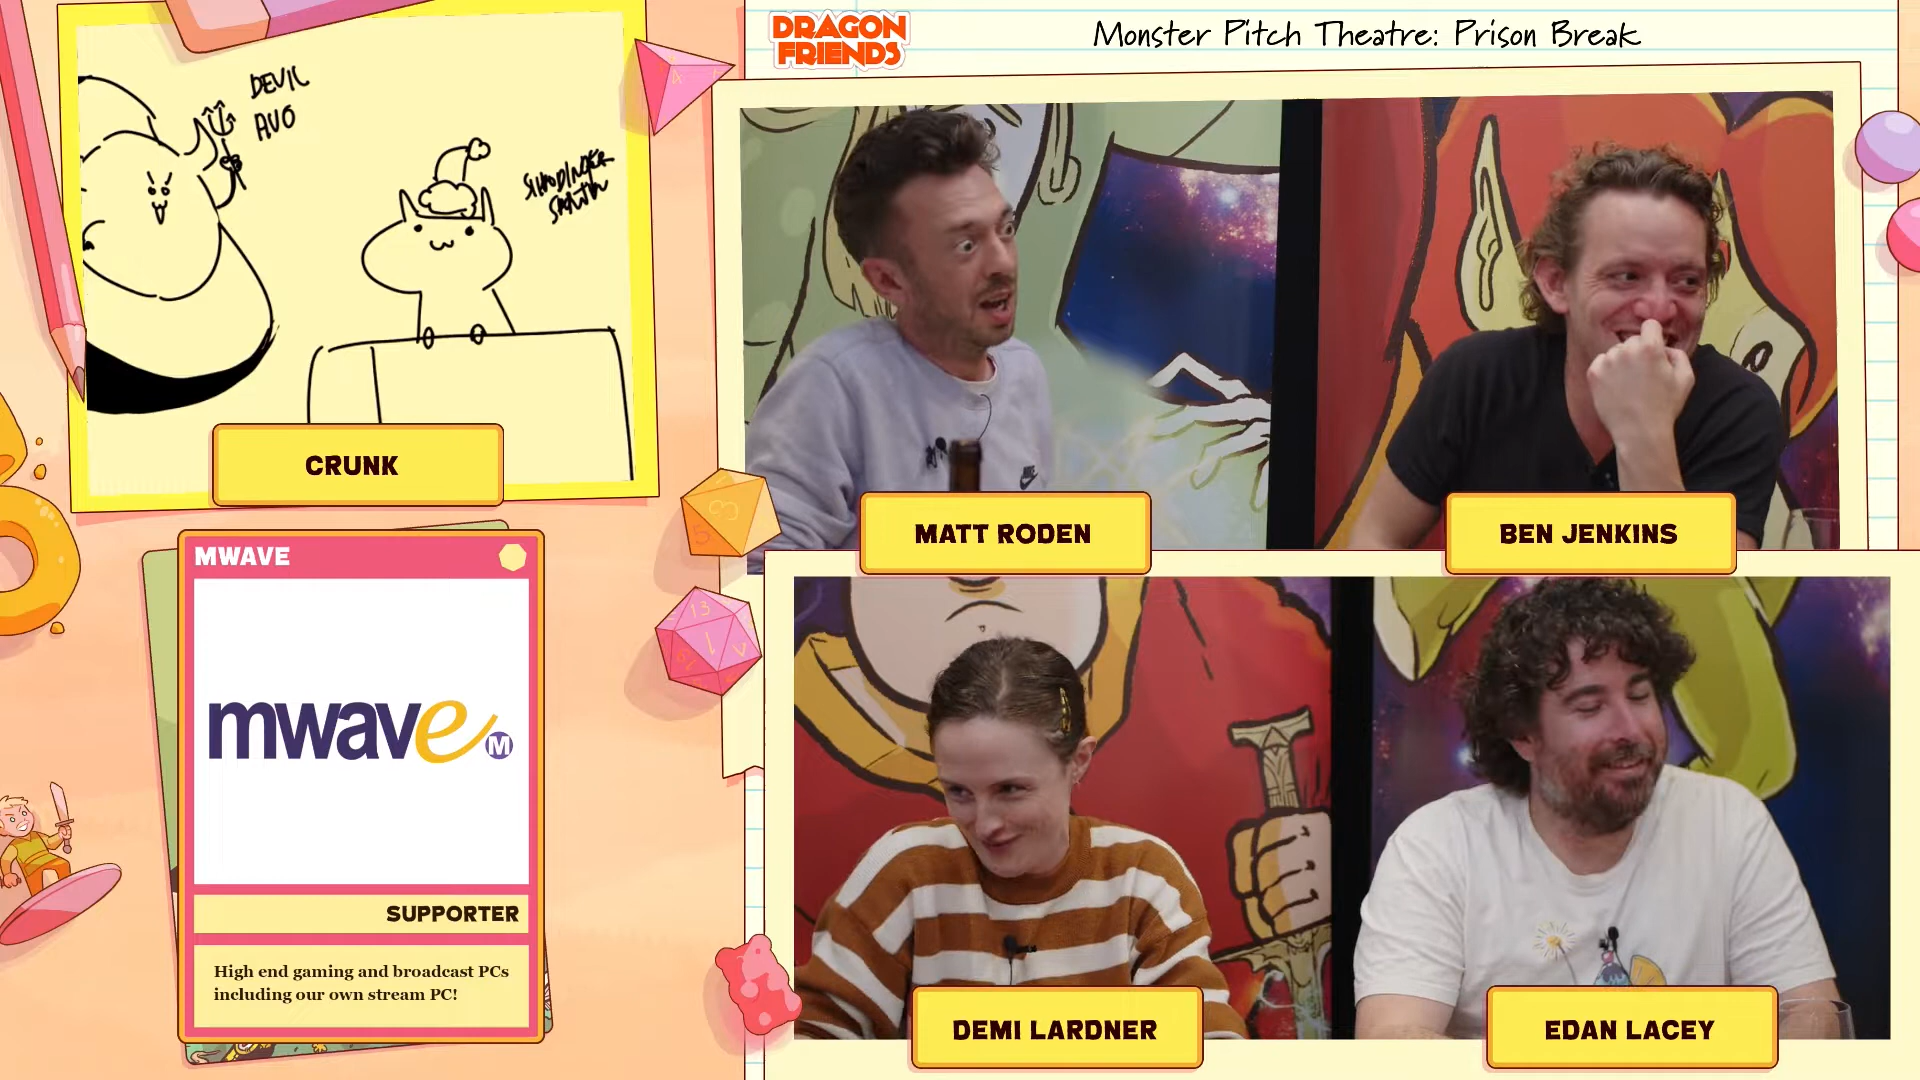 DRAGON
FRIENDS
Monster Pitch Theatre: Prison Break
DEVIL
AVO
CRUNK
MATT RODEN
BEN JENKINS
MWAVE
mwave M
SUPPORTER
High end gaming and broadcast PCs
including our own stream PC!
DEMI LARDNER
EDAN LACEY